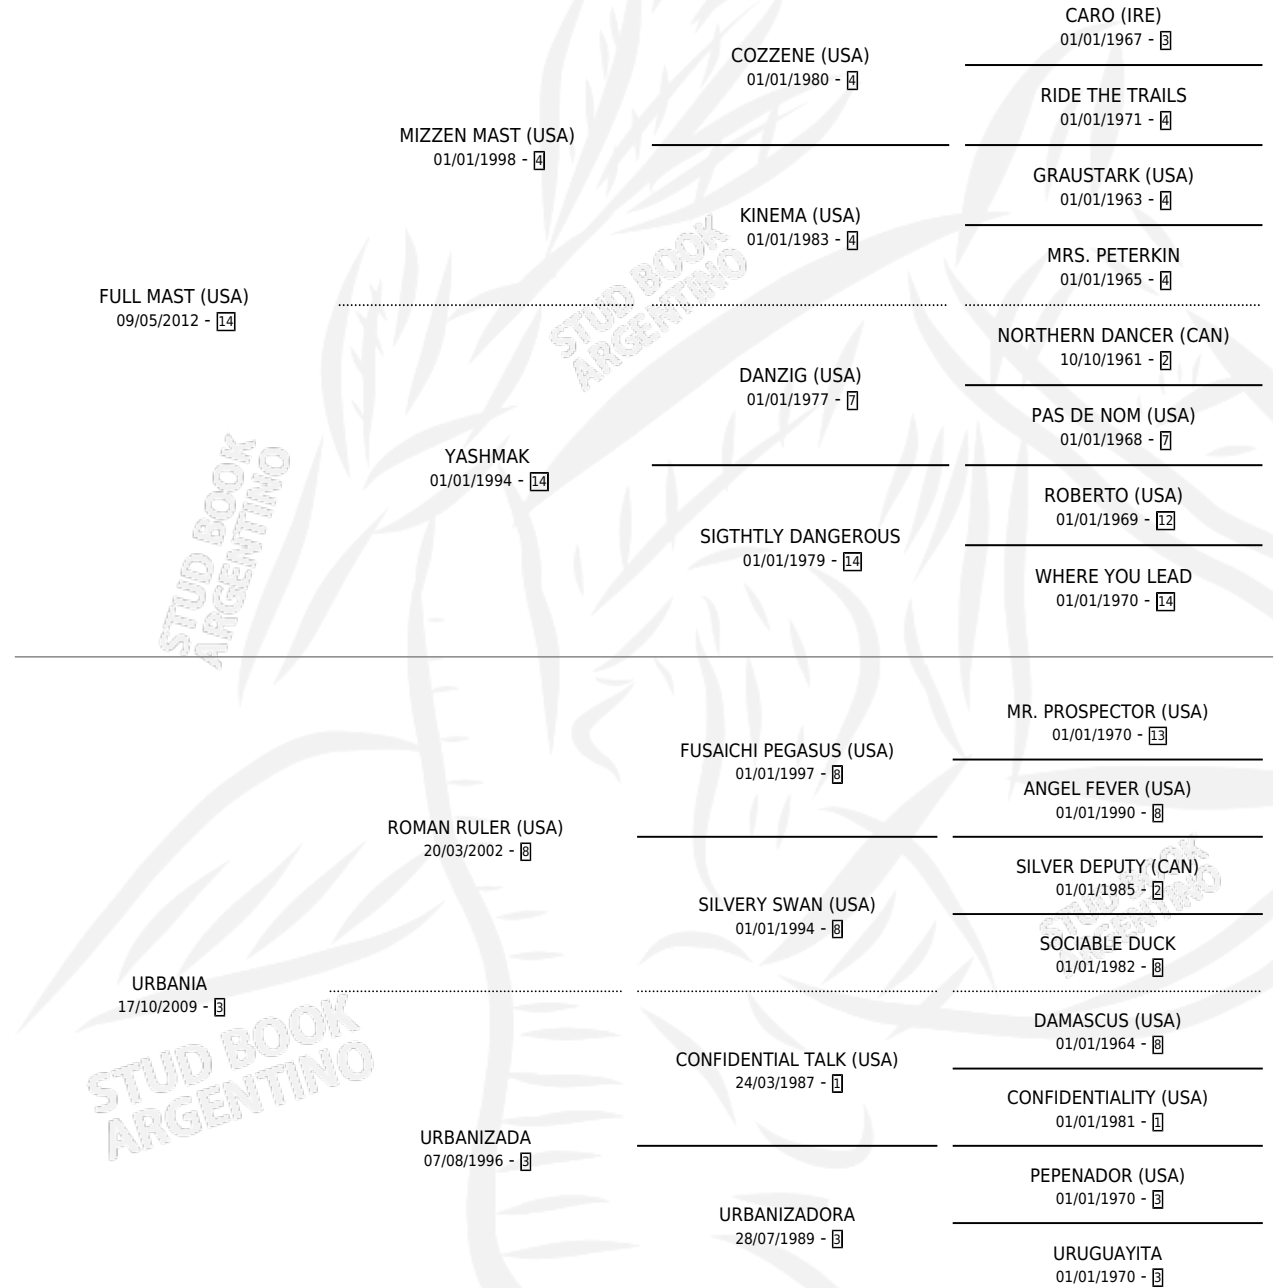 CARO (IRE)
01/01/1967 - 3
COZZENE (USA)
01/01/1980 - 4
RIDE THE TRAILS
01/01/1971 - 4
MIZZEN MAST (USA)
01/01/1998 - 4
GRAUSTARK (USA)
01/01/1963 - 4
KINEMA (USA)
01/01/1983 - 4
MRS. PETERKIN
01/01/1965 - 4
FULL MAST (USA)
09/05/2012 - 14
NORTHERN DANCER (CAN)
10/10/1961 - 2
DANZIG (USA)
01/01/1977 - 7
PAS DE NOM (USA)
01/01/1968 - 7
YASHMAK
01/01/1994 - 14
ROBERTO (USA)
01/01/1969 - 12
SIGTHTLY DANGEROUS
01/01/1979 - 14
WHERE YOU LEAD
01/01/1970 - 14
MR. PROSPECTOR (USA)
01/01/1970 - 13
FUSAICHI PEGASUS (USA)
01/01/1997 - 8
ANGEL FEVER (USA)
01/01/1990 - 8
ROMAN RULER (USA)
20/03/2002 - 8
SILVER DEPUTY (CAN)
01/01/1985 - 2
SILVERY SWAN (USA)
01/01/1994 - 8
SOCIABLE DUCK
01/01/1982 - 8
URBANIA
17/10/2009 - 3
DAMASCUS (USA)
01/01/1964 - 8
CONFIDENTIAL TALK (USA)
24/03/1987 - 1
CONFIDENTIALITY (USA)
01/01/1981 - 1
URBANIZADA
07/08/1996 - 3
PEPENADOR (USA)
01/01/1970 - 3
URBANIZADORA
28/07/1989 - 3
URUGUAYITA
01/01/1970 - 3
STUD BOOK
ARGENTINO
STUD BOOK
ARGENTINO
STUD BOOK
ARGENTINO
STUD BOOK
ARGENTINO